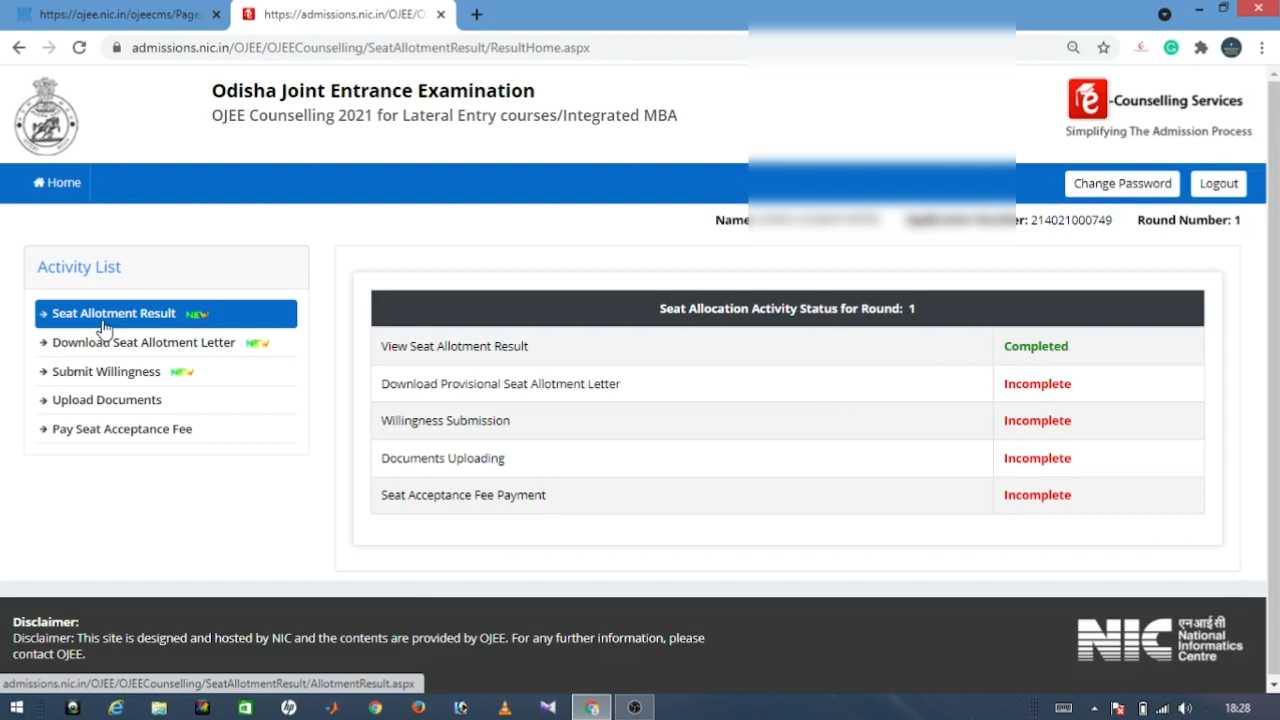 https://ojee.nic.in/ojeecms/Page
https://admissions.nic.in/OJEE/O
admissions.nic.in/OJEE/OJEECounselling/SeatAllotmentResult/ResultHome.aspx
Odisha Joint Entrance Examination
OJEE Counselling 2021 for Lateral Entry courses/Integrated MBA
e-Counselling Services
Simplifying The Admission Process
Home
Change Password
Logout
Name
r: 214021000749
Round Number: 1
Activity List
Seat Allotment Result NEW
Download Seat Allotment Letter NEW
Submit Willingness NEW
Upload Documents
Pay Seat Acceptance Fee
Seat Allocation Activity Status for Round: 1
View Seat Allotment Result Completed
Download Provisional Seat Allotment Letter Incomplete
Willingness Submission Incomplete
Documents Uploading Incomplete
Seat Acceptance Fee Payment Incomplete
Disclaimer:
Disclaimer: This site is designed and hosted by NIC and the contents are provided by OJEE. For any further information, please
contact OJEE.
NIC
एनआईसी
National
Informatics
Centre
admissions.nic.in/OJEE/OJEECounselling/SeatAllotmentResult/AllotmentResult.aspx
18:28